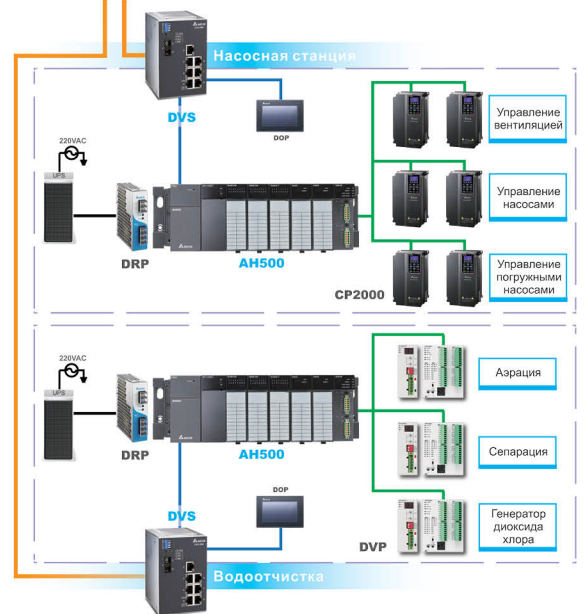 Насосная станция
DVS
DOP
220VAC
UPS
Управление
вентиляцией
Управление
насосами
Управление
погружными
насосами
DRP
AH500
CP2000
220VAC
UPS
Аэрация
Сепарация
Генератор
диоксида
хлора
DRP
AH500
DOP
DVS
DVP
Водоотчистка